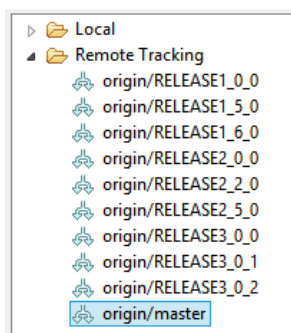 Local
Remote Tracking
origin/RELEASE1_0_0
origin/RELEASE1_5_0
origin/RELEASE1_6_0
origin/RELEASE2_0_0
origin/RELEASE2_2_0
origin/RELEASE2_5_0
origin/RELEASE3_0_0
origin/RELEASE3_0_1
origin/RELEASE3_0_2
origin/master